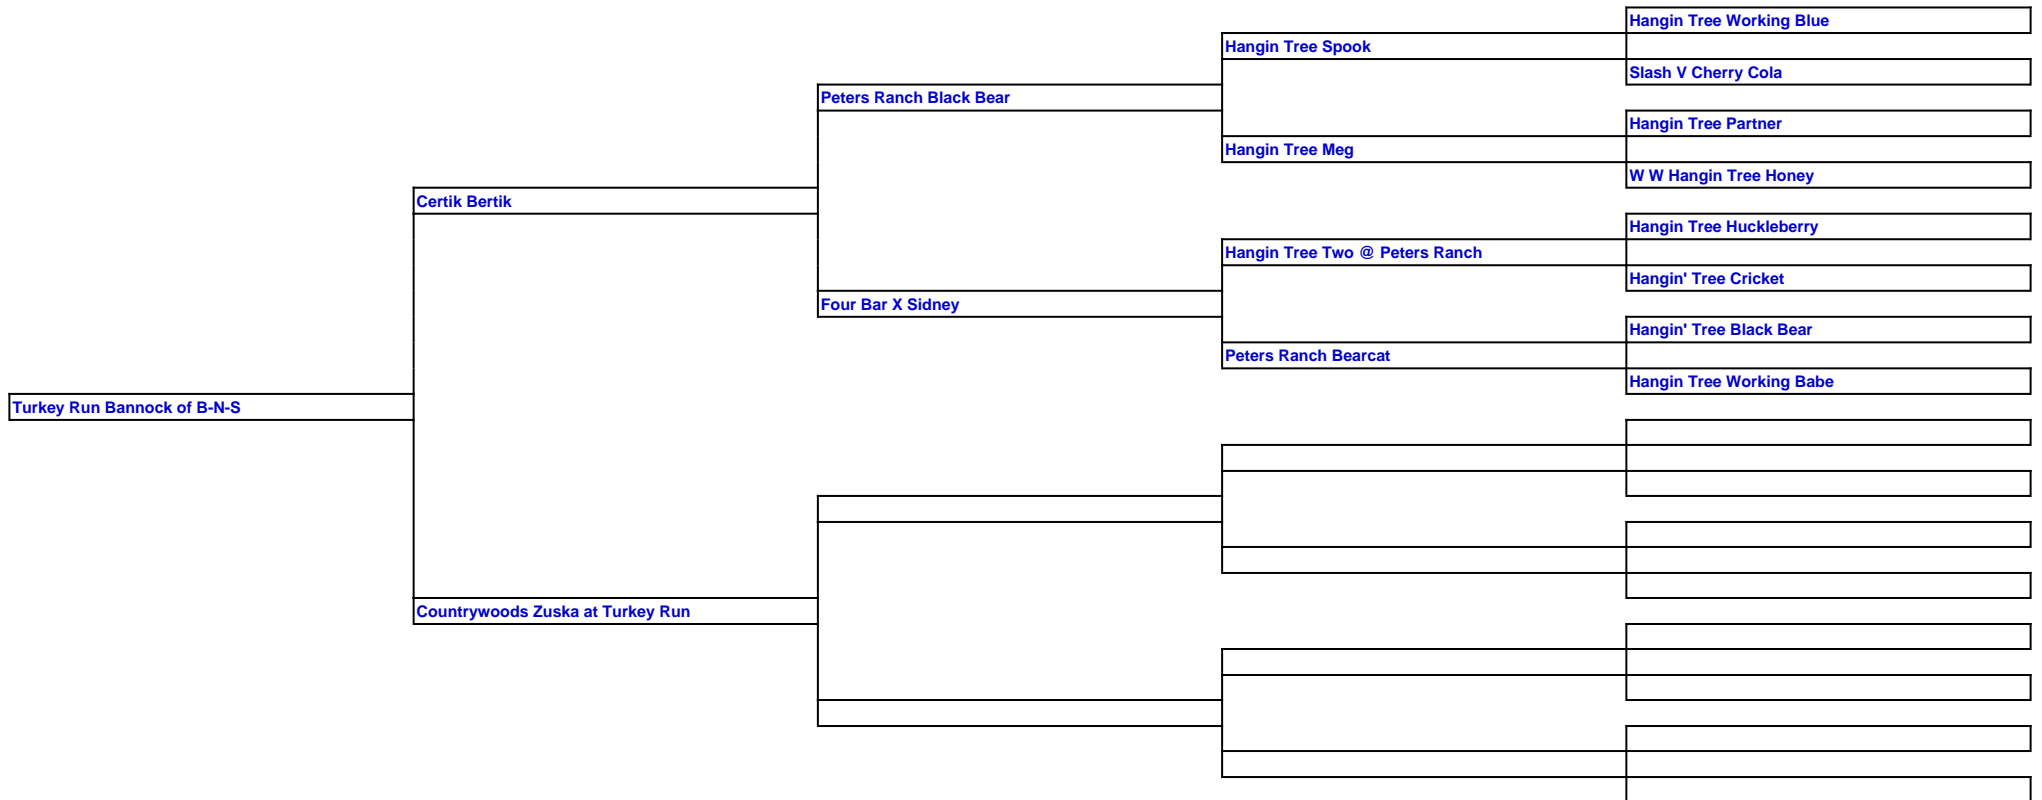 Hangin Tree Working Blue
Hangin Tree Spook
Slash V Cherry Cola
Peters Ranch Black Bear
Hangin Tree Partner
Hangin Tree Meg
W W Hangin Tree Honey
Certik Bertik
Hangin Tree Huckleberry
Hangin Tree Two @ Peters Ranch
Hangin' Tree Cricket
Four Bar X Sidney
Hangin' Tree Black Bear
Peters Ranch Bearcat
Hangin Tree Working Babe
Turkey Run Bannock of B-N-S
Countrywoods Zuska at Turkey Run